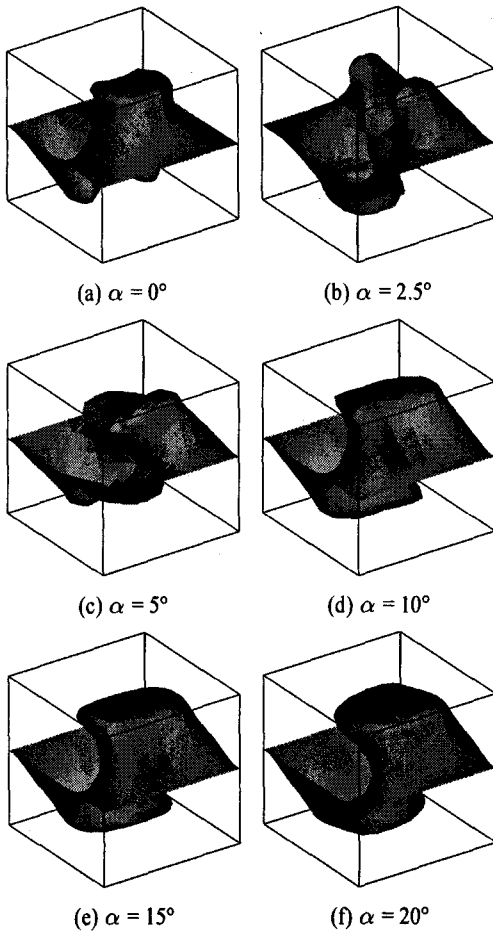 (a) α = 0°
(b) α = 2.5°
(c) α = 5°
(d) α = 10°
(e) α = 15°
(f) α = 20°